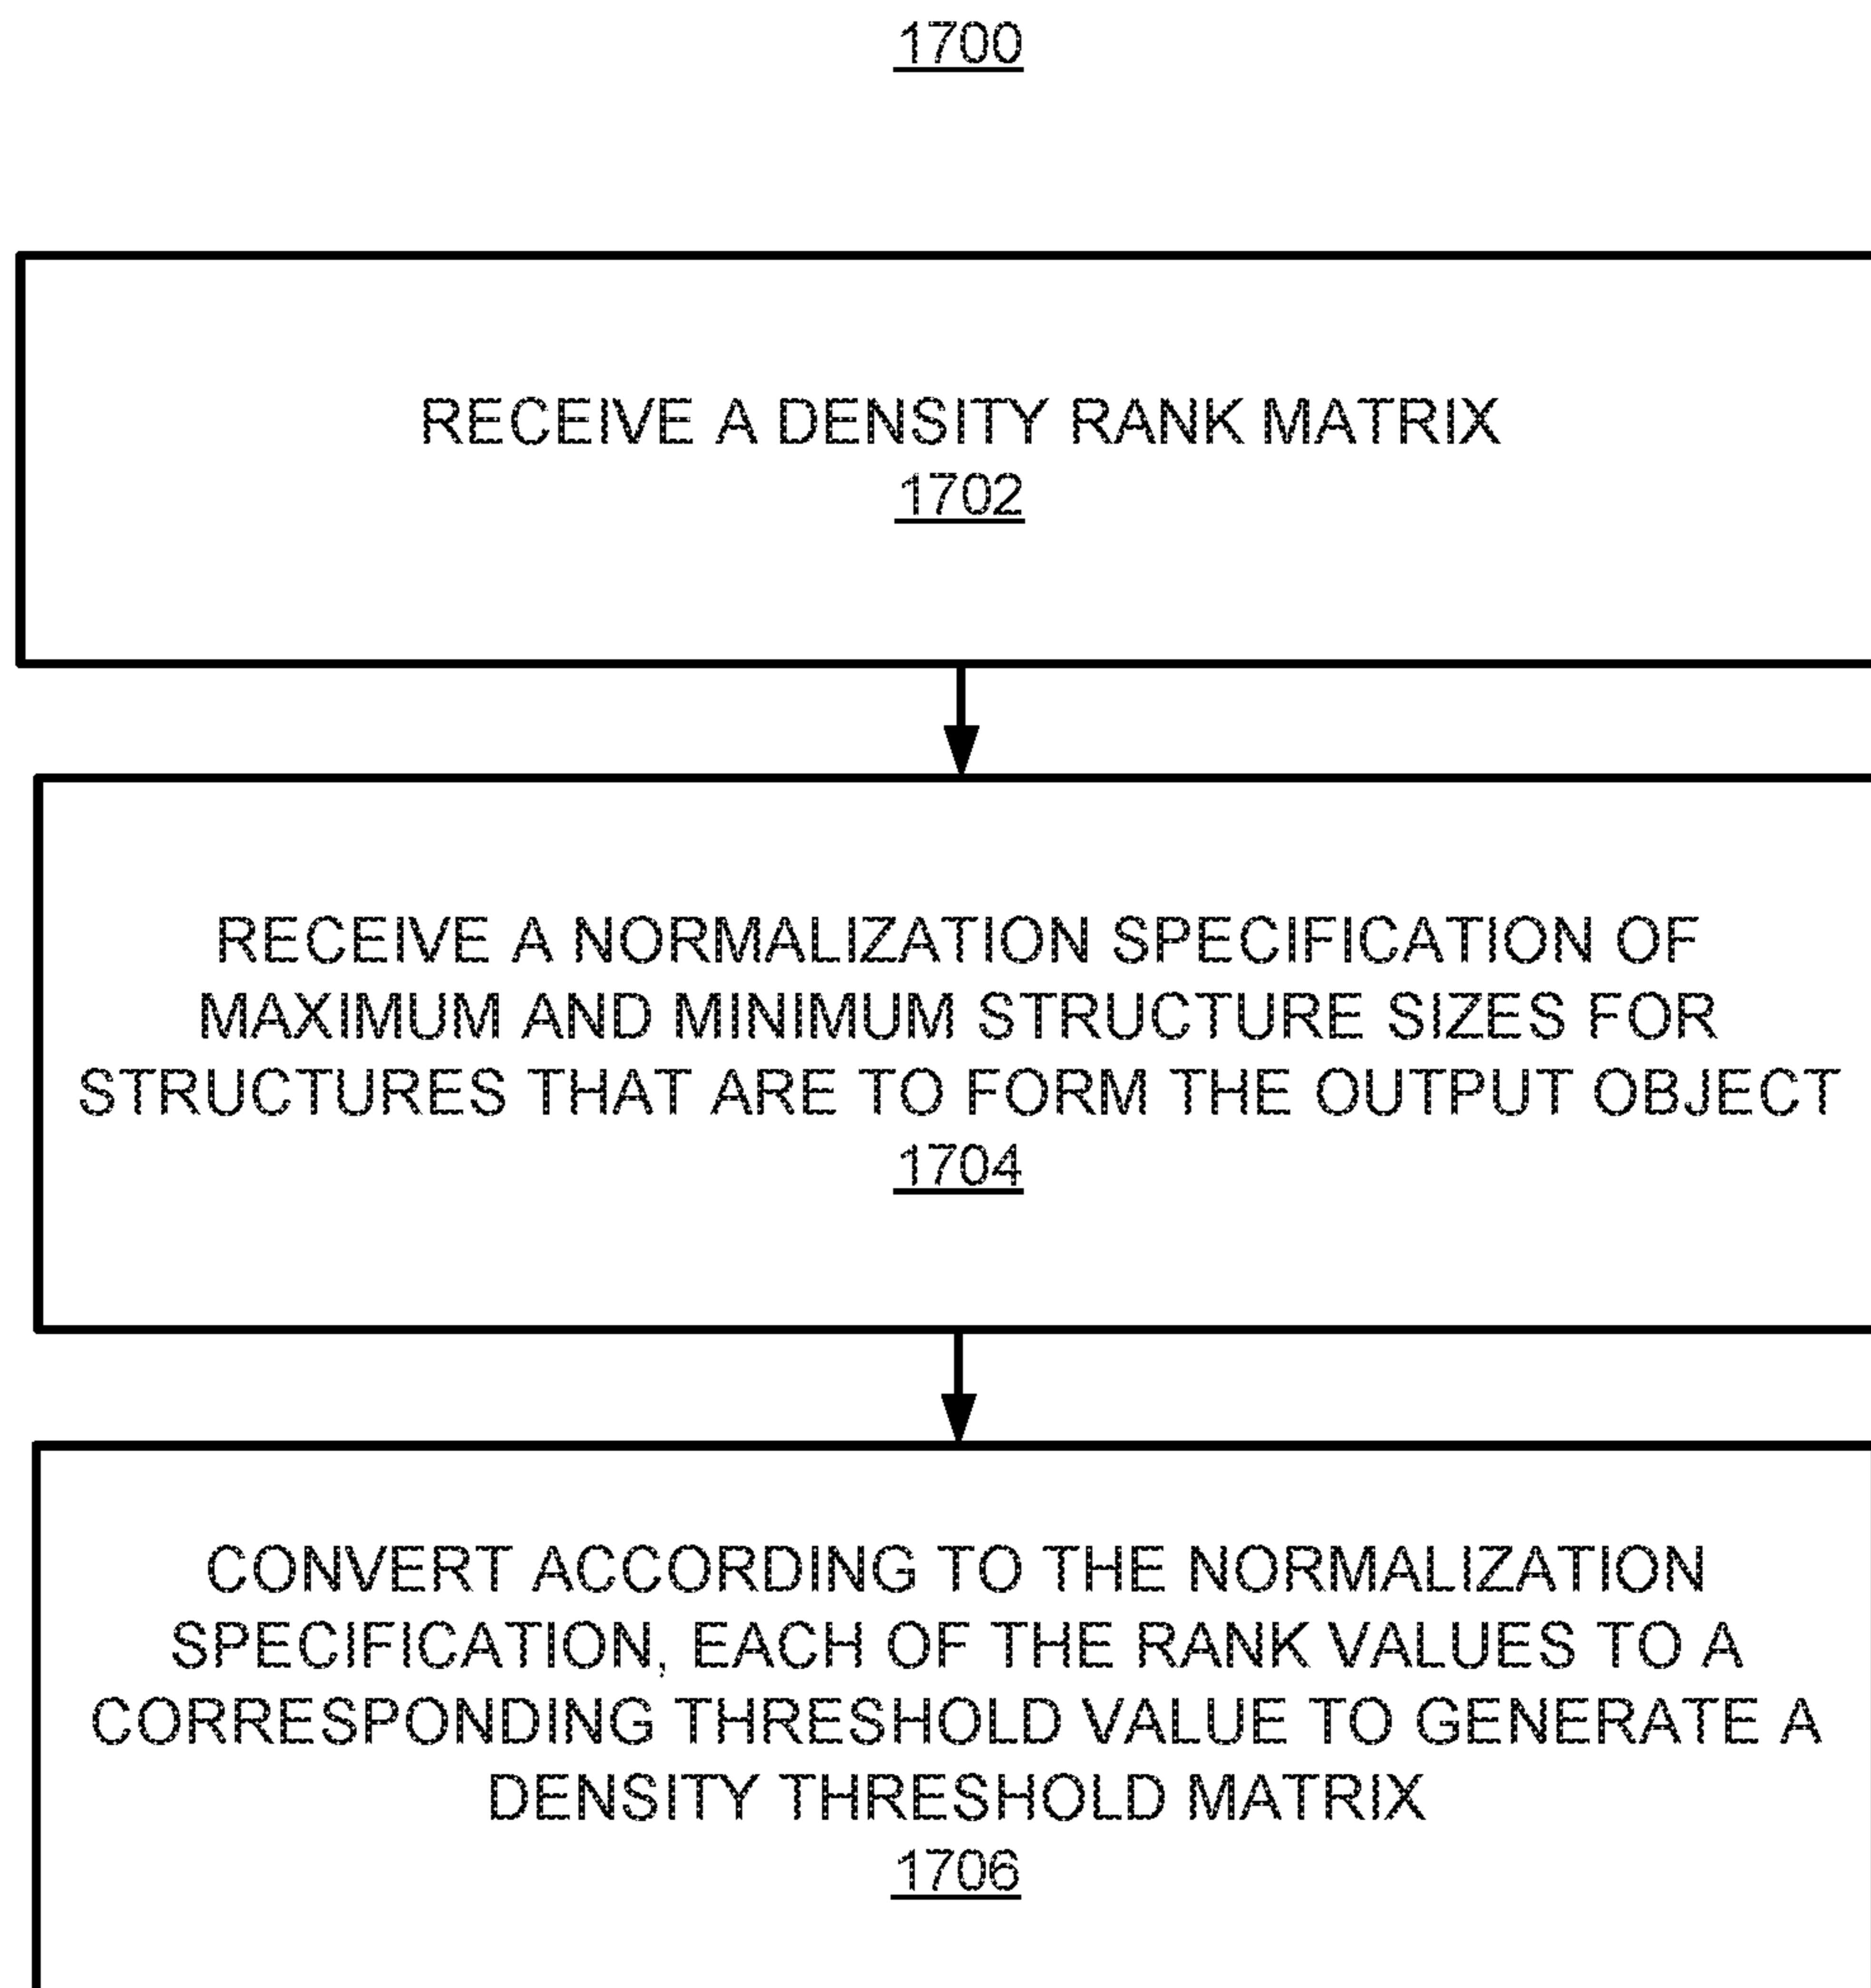 1700
RECEIVE A DENSITY RANK MATRIX
1702
RECEIVE A NORMALIZATION SPECIFICATION OF
MAXIMUM AND MINIMUM STRUCTURE SIZES FOR
STRUCTURES THAT ARE TO FORM THE OUTPUT OBJECT
1704
CONVERT ACCORDING TO THE NORMALIZATION
SPECIFICATION, EACH OF THE RANK VALUES TO A
CORRESPONDING THRESHOLD VALUE TO GENERATE A
DENSITY THRESHOLD MATRIX
1706